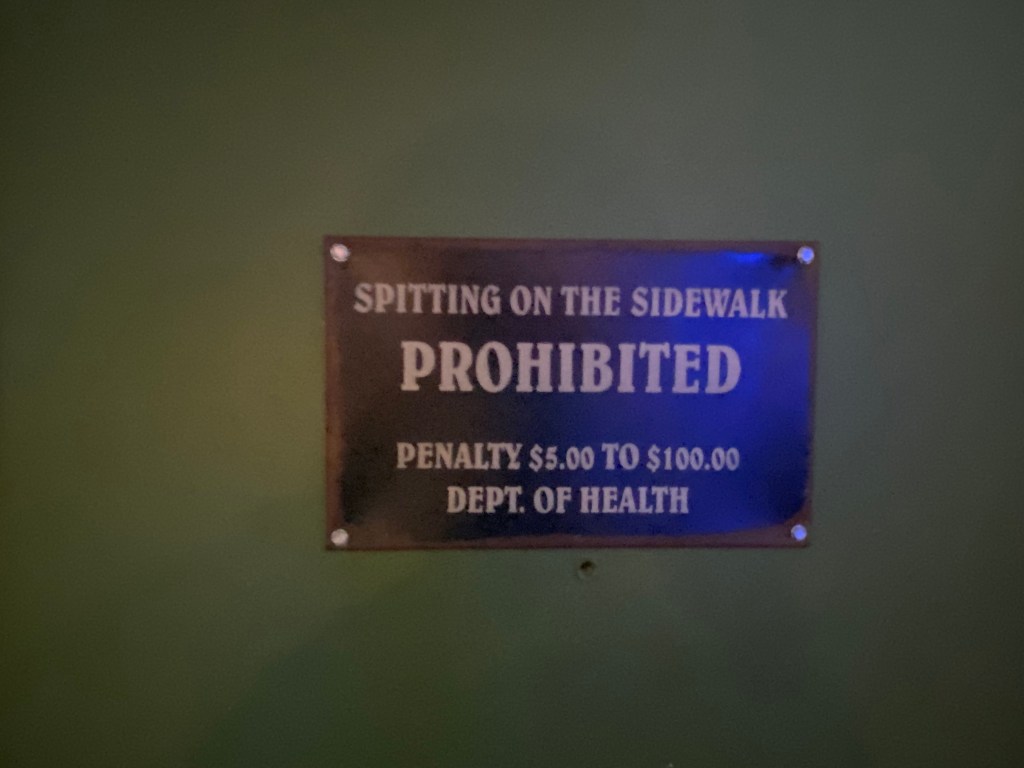 SPITTING ON THE SIDEWALK
PROHIBITED
PENALTY $5.00 TO $100.00
DEPT. OF HEALTH